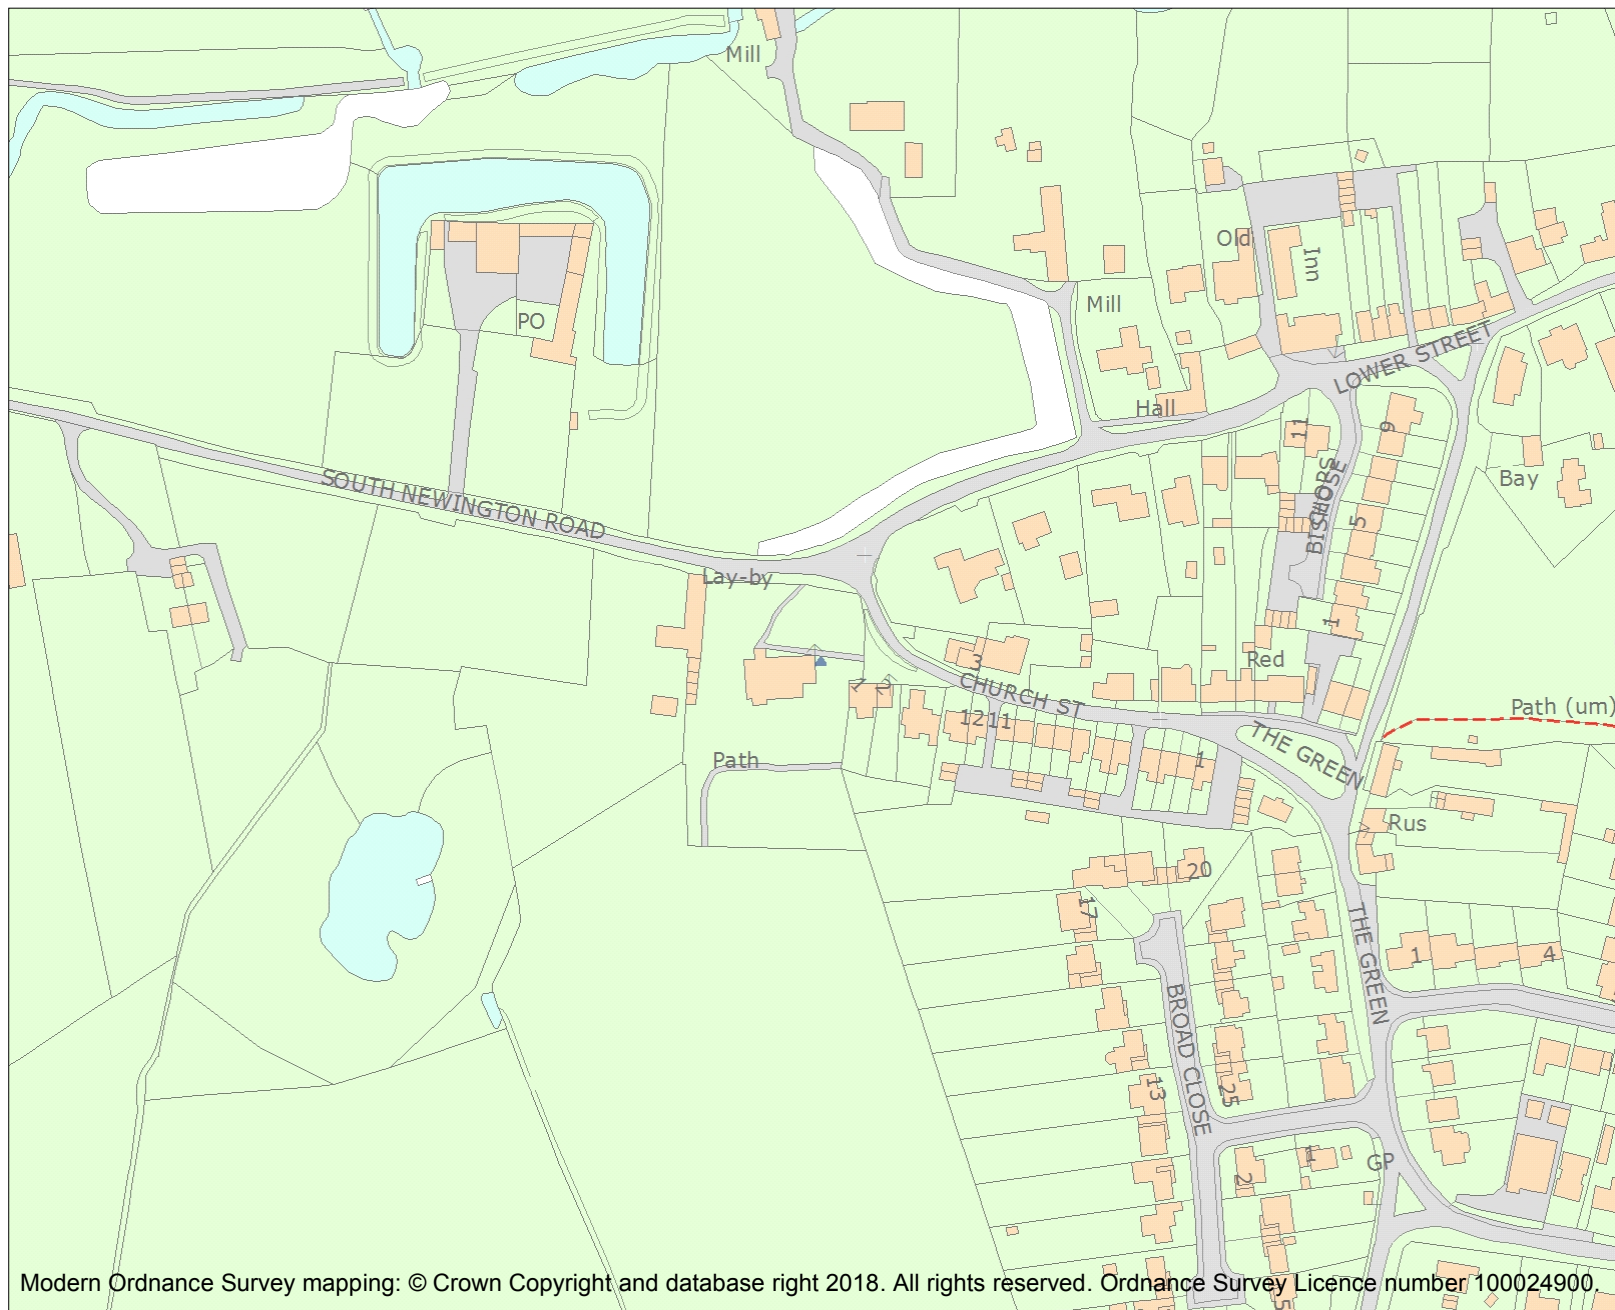 Mill
Old
Inn
PO
Mill
LOWER STREET
Hall
11
9
BISHOPS
CLOSE
Bay
SOUTH NEWINGTON ROAD
5
Lay-by
1
3
Red
1
2
CHURCH ST
12
11
Path (um)
THE GREEN
Path
1
Rus
20
17
THE GREEN
1
4
BROAD CLOSE
13
25
1
GP
2
5
Modern Ordnance Survey mapping: © Crown Copyright and database right 2018. All rights reserved. Ordnance Survey Licence number 100024900.